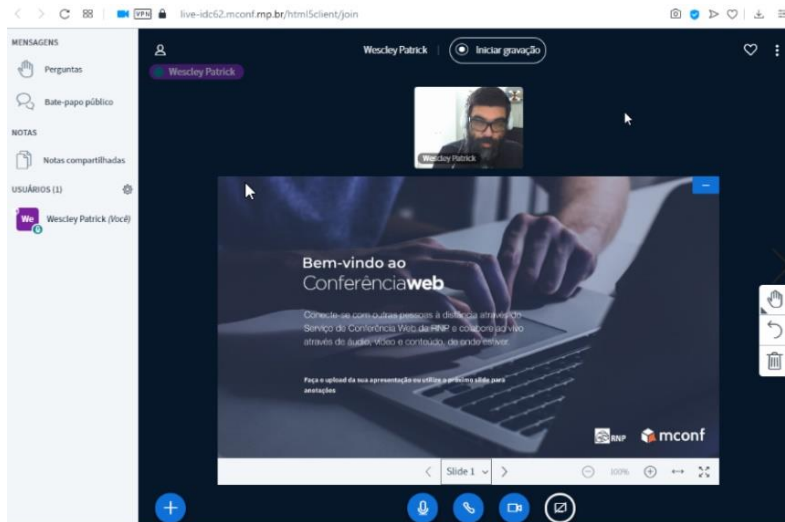 VPN
live-idc62.mconf.rnp.br/html5client/join
MENSAGENS
Perguntas
Bate-papo público
NOTAS
Notas compartilhadas
USUÁRIOS (1)
We
Wescley Patrick (Você)
Wescley Patrick
Iniciar gravação
Wescley Patrick
Wescley Patrick
Bem-vindo ao
Conferênciaweb
Conecte-se com outras pessoas à distância através do
Serviço de Conferência Web da RNP e colabore ao vivo
através de áudio, vídeo e conteúdo, de onde estiver.
Faça o upload da sua apresentação ou utilize o próximo slide para
anotações
RNP
mconf
Slide 1
100%